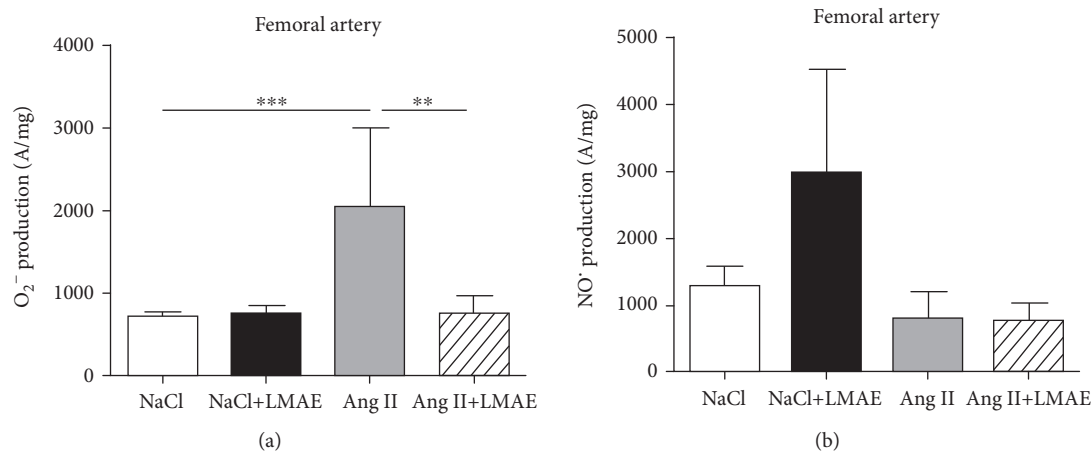 Femoral artery
4000
3000
2000
1000
0
O₂⁻ production (A/mg)
***
**
NaCl
NaCl+LMAE
Ang II
Ang II+LMAE
(a)
Femoral artery
5000
4000
3000
2000
1000
0
NO· production (A/mg)
NaCl
NaCl+LMAE
Ang II
Ang II+LMAE
(b)